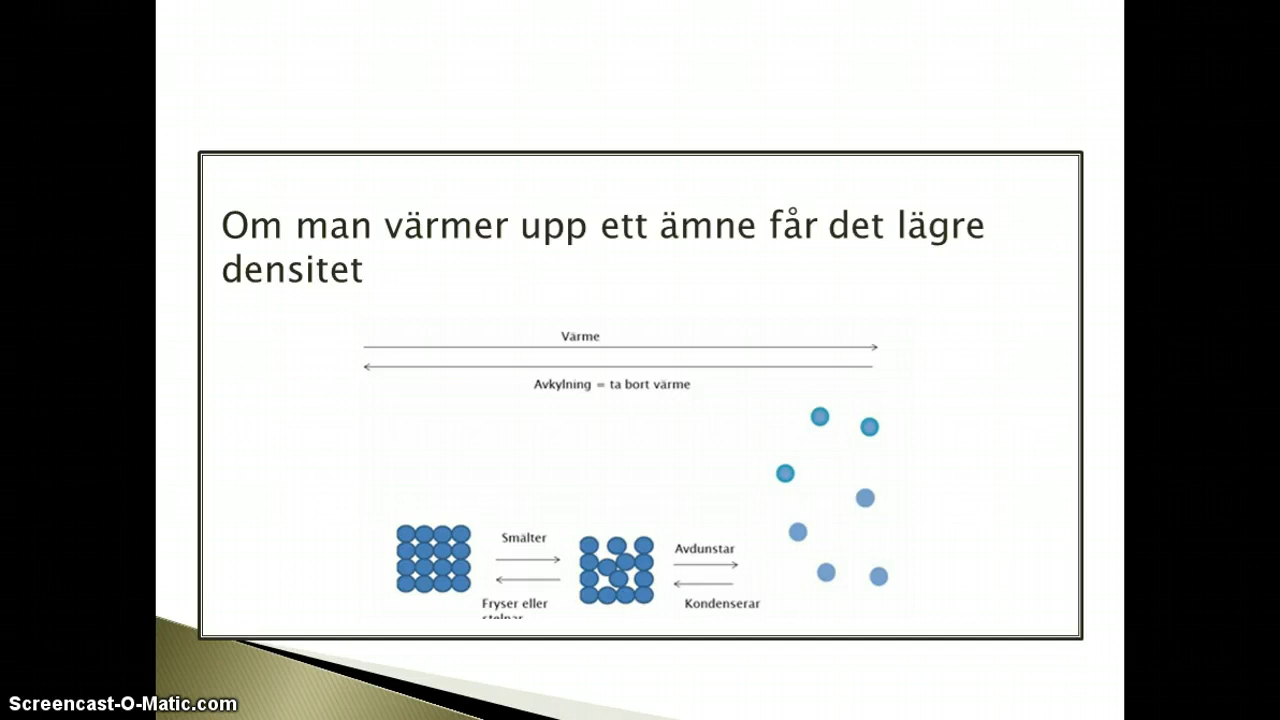 Om man värmer upp ett ämne får det lägre
densitet
Värme
Avkylning = ta bort värme
Smälter
Avdunstar
Fryser eller
stelnar
Kondenserar
Screencast-O-Matic.com